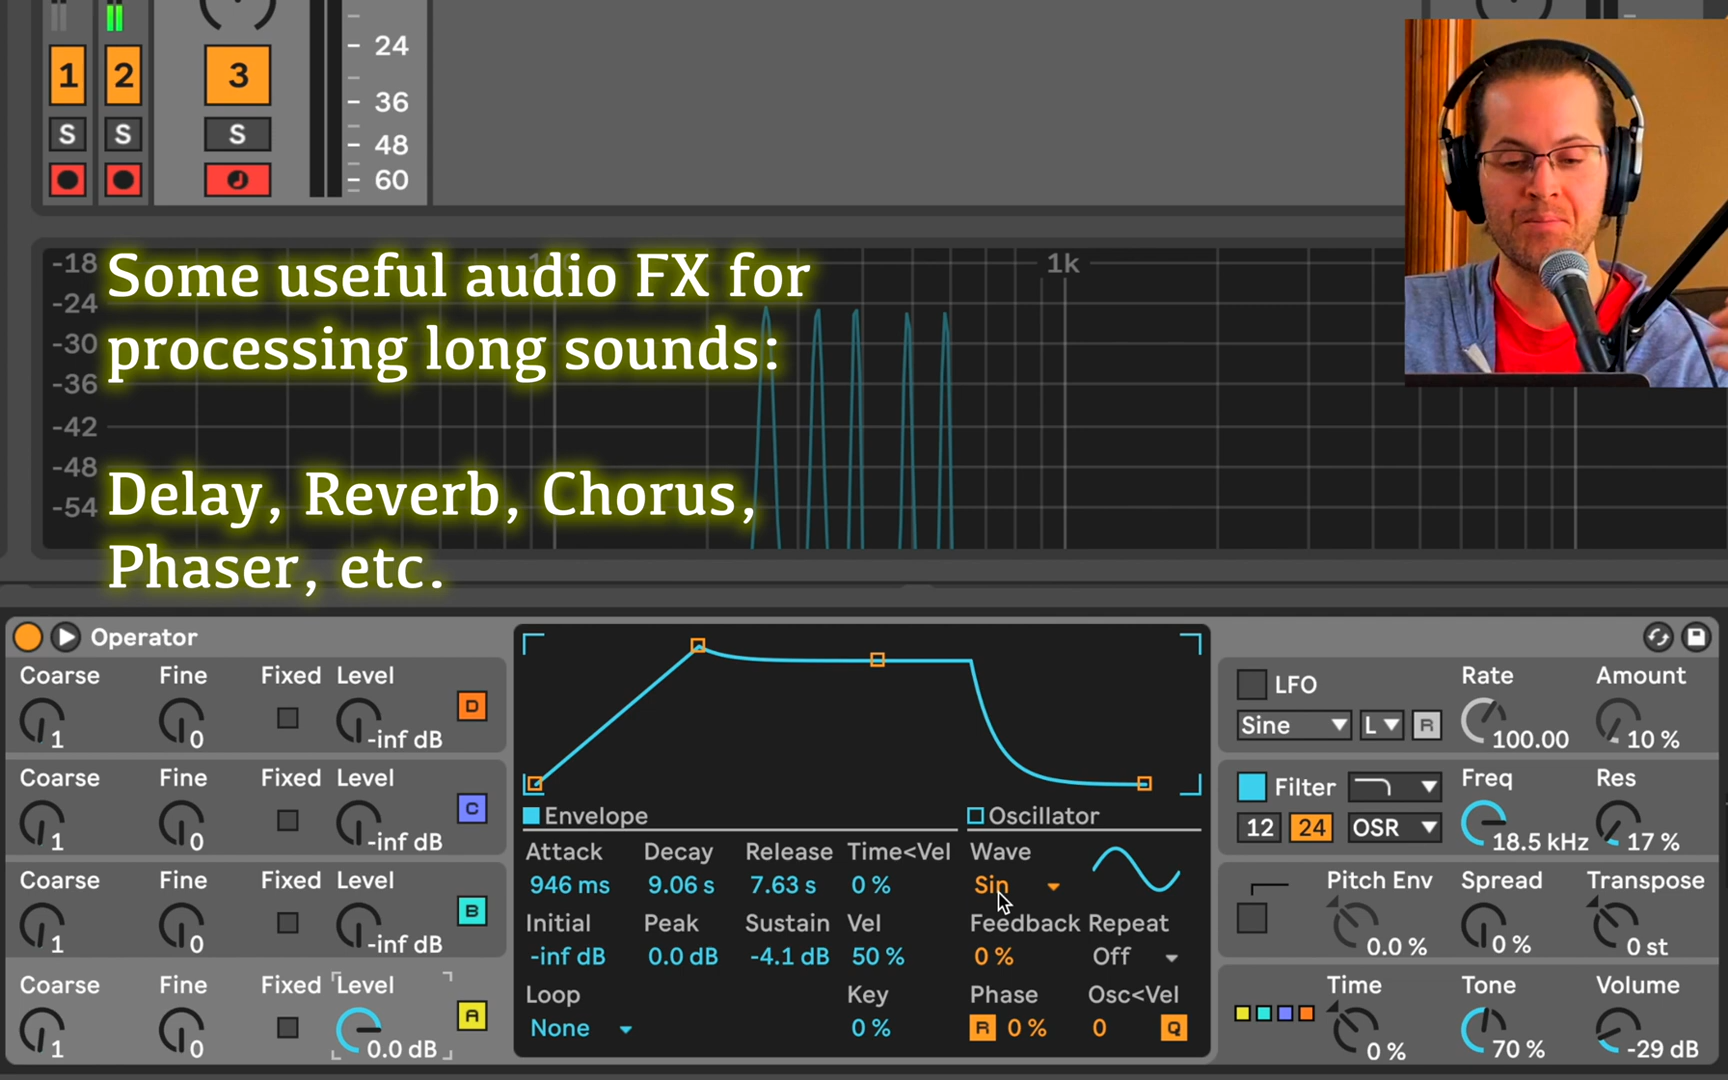 24
36
48
60
1 2 3
S S S
-18
-24
-30
-36
-42
-48
-54
1k
Some useful audio FX for
processing long sounds:
Delay, Reverb, Chorus,
Phaser, etc.
Operator
Coarse Fine Fixed Level
1 0 -inf dB D
Coarse Fine Fixed Level
1 0 -inf dB C
Coarse Fine Fixed Level
1 0 -inf dB B
Coarse Fine Fixed Level
1 0 0.0 dB A
Envelope Oscillator
Attack Decay Release Time<Vel Wave
946 ms 9.06 s 7.63 s 0 % Sin
Initial Peak Sustain Vel Feedback Repeat
-inf dB 0.0 dB -4.1 dB 50 % 0 % Off
Loop Key Phase Osc<Vel
None 0 % R 0 % 0 Q
LFO Rate Amount
Sine L R 100.00 10 %
Filter Freq Res
12 24 OSR 18.5 kHz 17 %
Pitch Env Spread Transpose
0.0 % 0 % 0 st
Time Tone Volume
0 % 70 % -29 dB